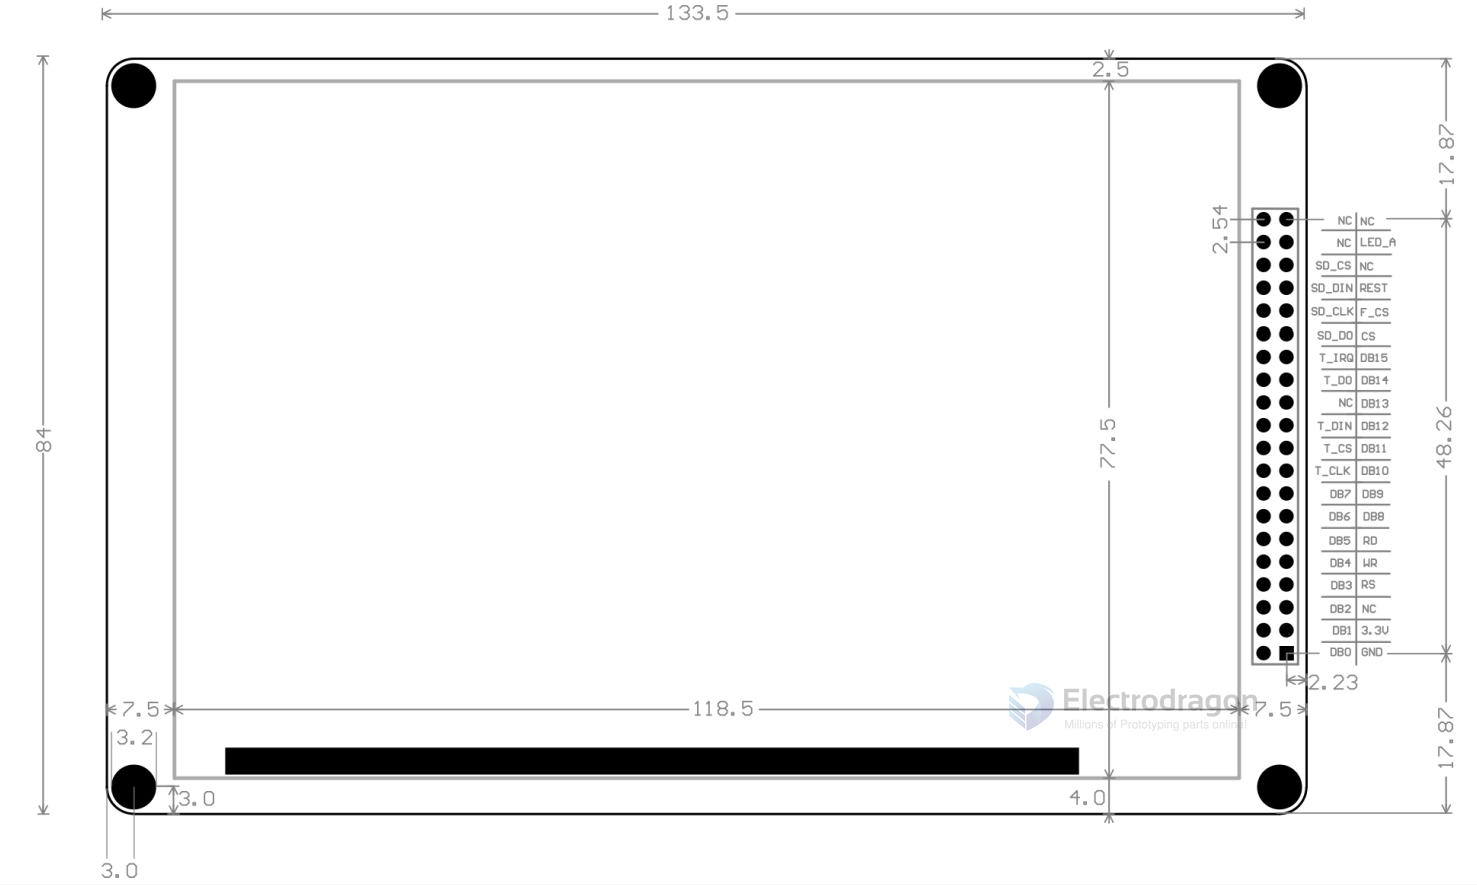 133.5
2.5
17.87
2.54
NC NC
NC LED_A
SD_CS NC
SD_DIN REST
SD_CLK F_CS
SD_DO CS
T_IRQ DB15
T_DO DB14
NC DB13
T_DIN DB12
T_CS DB11
T_CLK DB10
DB7 DB9
DB6 DB8
DB5 RD
DB4 WR
DB3 RS
DB2 NC
DB1 3.3V
DB0 GND
84
77.5
48.26
2.23
Electrodragon
Millions of Prototyping parts online!
7.5
118.5
7.5
3.2
17.87
3.0
4.0
3.0